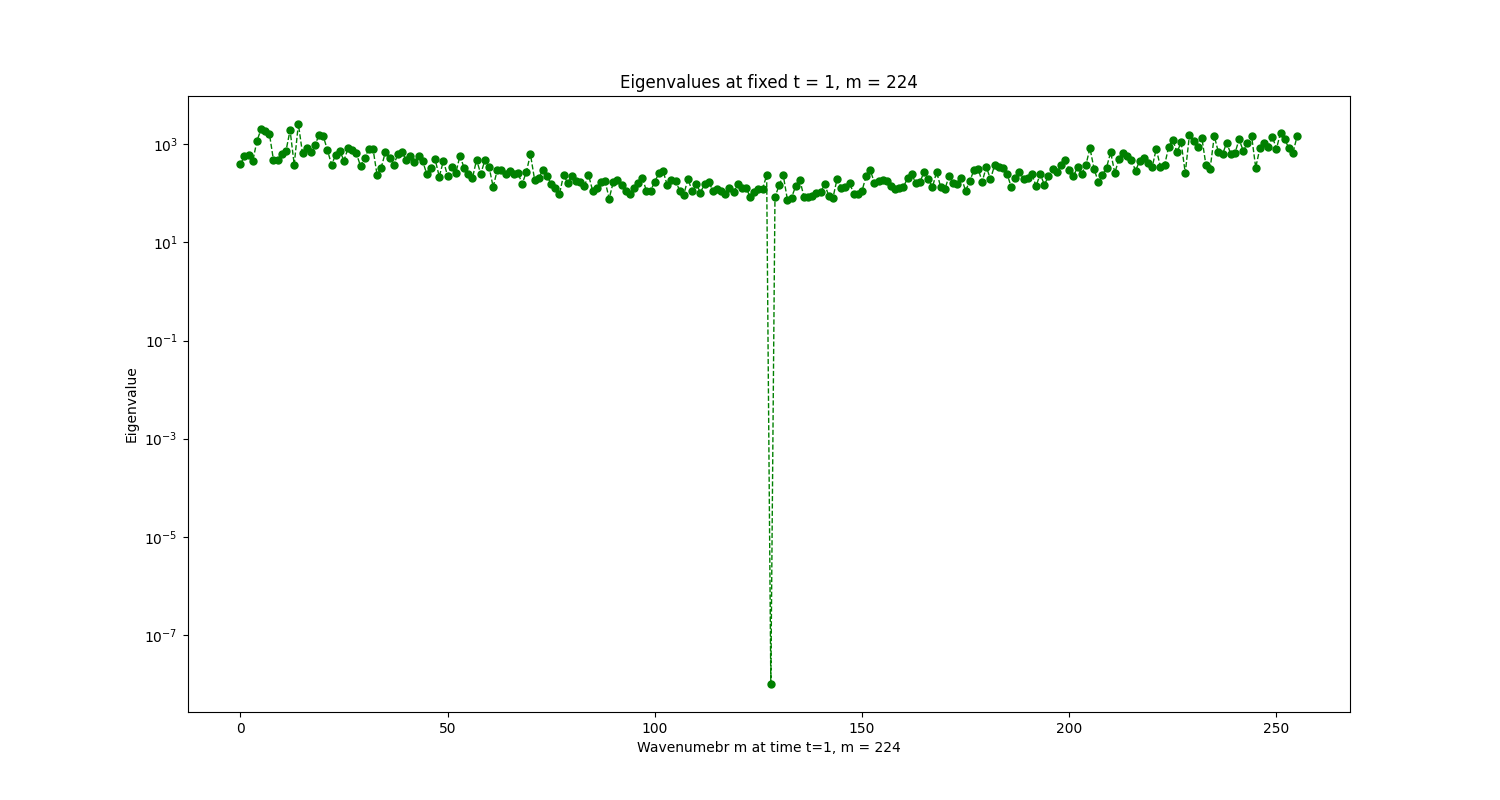 Eigenvalues at fixed t = 1, m = 224
Eigenvalue
10³
10¹
10⁻¹
10⁻³
10⁻⁵
10⁻⁷
0 50 100 150 200 250
Wavenumebr m at time t=1, m = 224